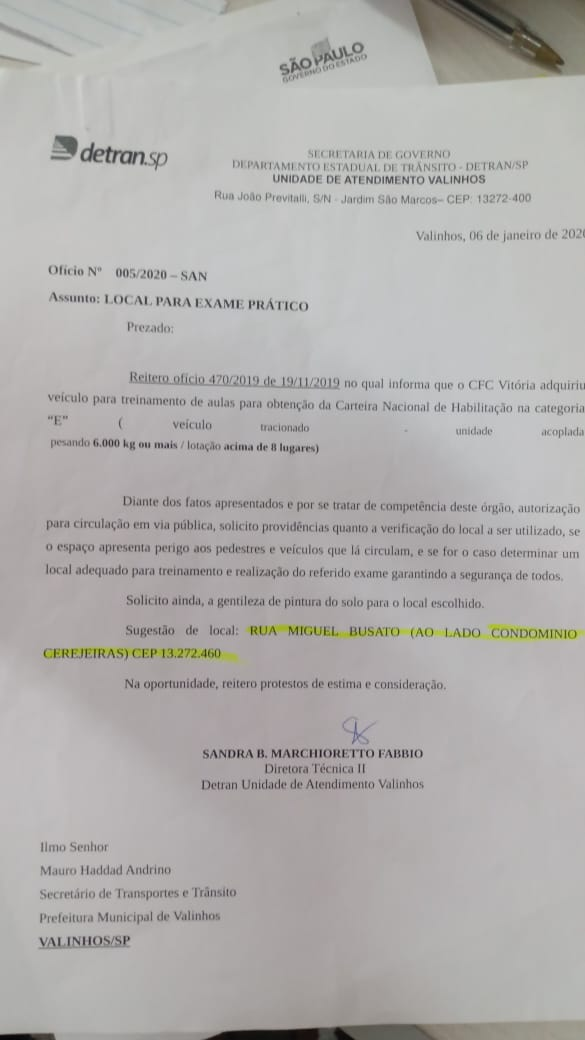 SÃO PAULO
GOVERNO DO ESTADO
detran.sp
SECRETARIA DE GOVERNO
DEPARTAMENTO ESTADUAL DE TRÂNSITO - DETRAN/SP
UNIDADE DE ATENDIMENTO VALINHOS
Rua João Previtalli, S/N - Jardim São Marcos– CEP: 13272-400
Valinhos, 06 de janeiro de 2020
Ofício Nº 005/2020 – SAN
Assunto: LOCAL PARA EXAME PRÁTICO
Prezado:
Reitero ofício 470/2019 de 19/11/2019 no qual informa que o CFC Vitória adquiriu
veículo para treinamento de aulas para obtenção da Carteira Nacional de Habilitação na categoria
“E” ( veículo tracionado - unidade acoplada
pesando 6.000 kg ou mais / lotação acima de 8 lugares)
Diante dos fatos apresentados e por se tratar de competência deste órgão, autorização
para circulação em via pública, solicito providências quanto a verificação do local a ser utilizado, se
o espaço apresenta perigo aos pedestres e veículos que lá circulam, e se for o caso determinar um
local adequado para treinamento e realização do referido exame garantindo a segurança de todos.
Solicito ainda, a gentileza de pintura do solo para o local escolhido.
Sugestão de local: RUA MIGUEL BUSATO (AO LADO CONDOMINIO
CEREJEIRAS) CEP 13.272.460
Na oportunidade, reitero protestos de estima e consideração.
SANDRA B. MARCHIORETTO FABBIO
Diretora Técnica II
Detran Unidade de Atendimento Valinhos
Ilmo Senhor
Mauro Haddad Andrino
Secretário de Transportes e Trânsito
Prefeitura Municipal de Valinhos
VALINHOS/SP